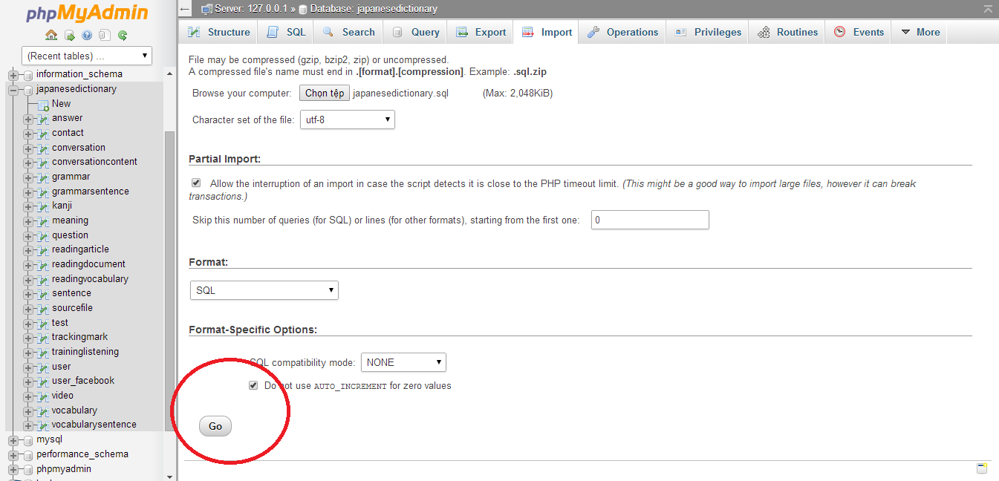 phpMyAdmin
(Recent tables) ...
information_schema
japanesedictionary
New
answer
contact
conversation
conversationcontent
grammar
grammarsentence
kanji
meaning
question
readingarticle
readingdocument
readingvocabulary
sentence
sourcefile
test
trackingmark
traininglistening
user
user_facebook
video
vocabulary
vocabularysentence
mysql
performance_schema
phpmyadmin
Server: 127.0.0.1 » Database: japanesedictionary
Structure SQL Search Query Export Import Operations Privileges Routines Events More
File may be compressed (gzip, bzip2, zip) or uncompressed.
A compressed file's name must end in .[format].[compression]. Example: .sql.zip
Browse your computer: Chọn tệp japanesedictionary.sql (Max: 2,048KiB)
Character set of the file: utf-8
Partial Import:
Allow the interruption of an import in case the script detects it is close to the PHP timeout limit. (This might be a good way to import large files, however it can break
transactions.)
Skip this number of queries (for SQL) or lines (for other formats), starting from the first one: 0
Format:
SQL
Format-Specific Options:
SQL compatibility mode: NONE
Do not use AUTO_INCREMENT for zero values
Go